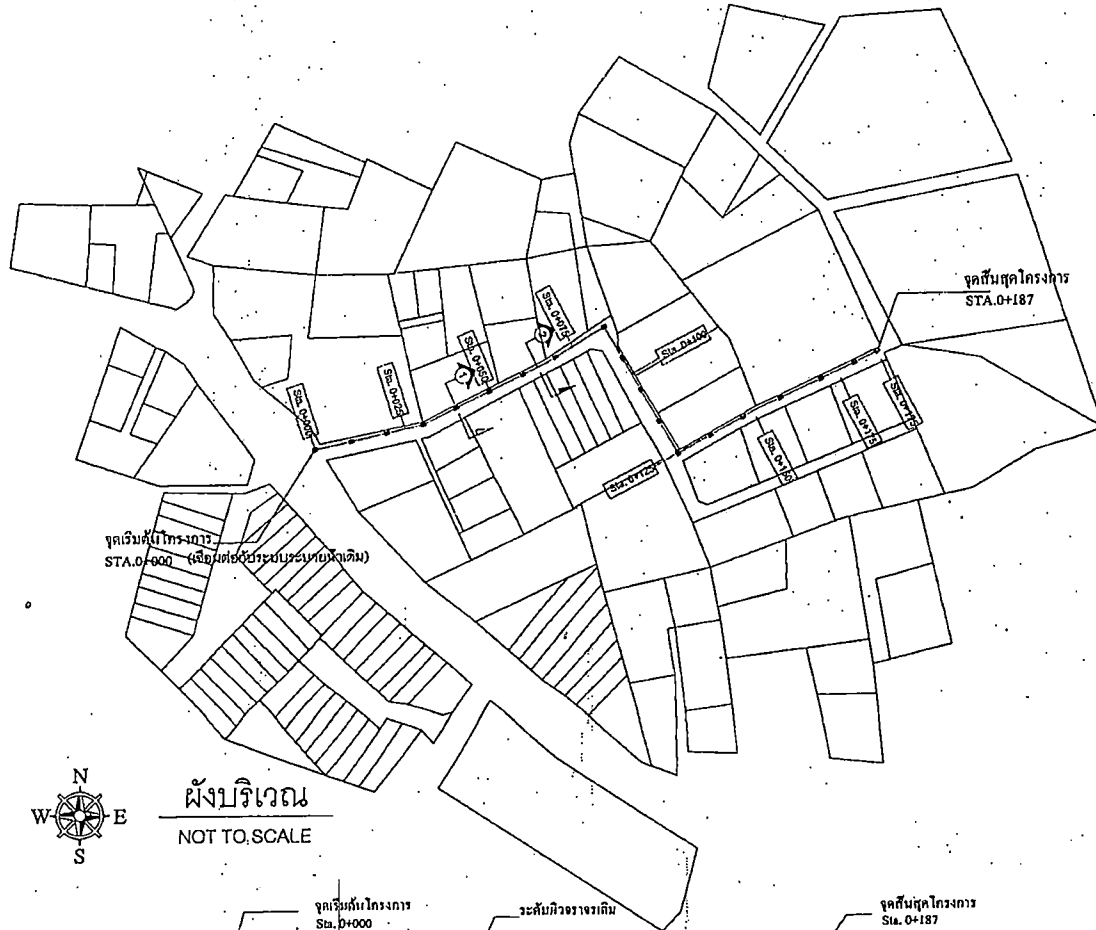 จุดสิ้นสุดโครงการ
STA.0+187
Sta. 0+075
2
Sta. 0+100
Sta. 0+050
1
Sta. 0+025
Sta. 0+000
Sta. 0+175
Sta. 0+150
Sta. 0+125
จุดเริ่มต้นโครงการ
STA.0+000 (เชื่อมต่อกับระบบระบายน้ำเดิม)
N
W E
S
ผังบริเวณ
NOT TO SCALE
จุดเริ่มต้นโครงการ
Sta. 0+000
ระดับผิวจราจรเดิม
จุดสิ้นสุดโครงการ
Sta. 0+187